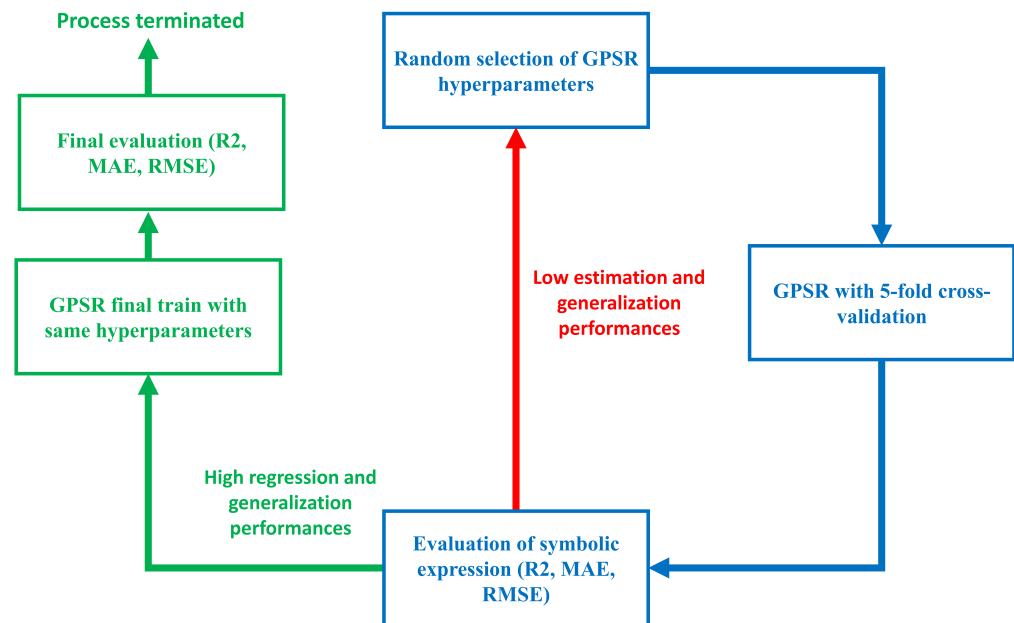 Process terminated
Random selection of GPSR
hyperparameters
Final evaluation (R2,
MAE, RMSE)
GPSR final train with
same hyperparameters
Low estimation and
generalization
performances
GPSR with 5-fold cross-
validation
High regression and
generalization
performances
Evaluation of symbolic
expression (R2, MAE,
RMSE)